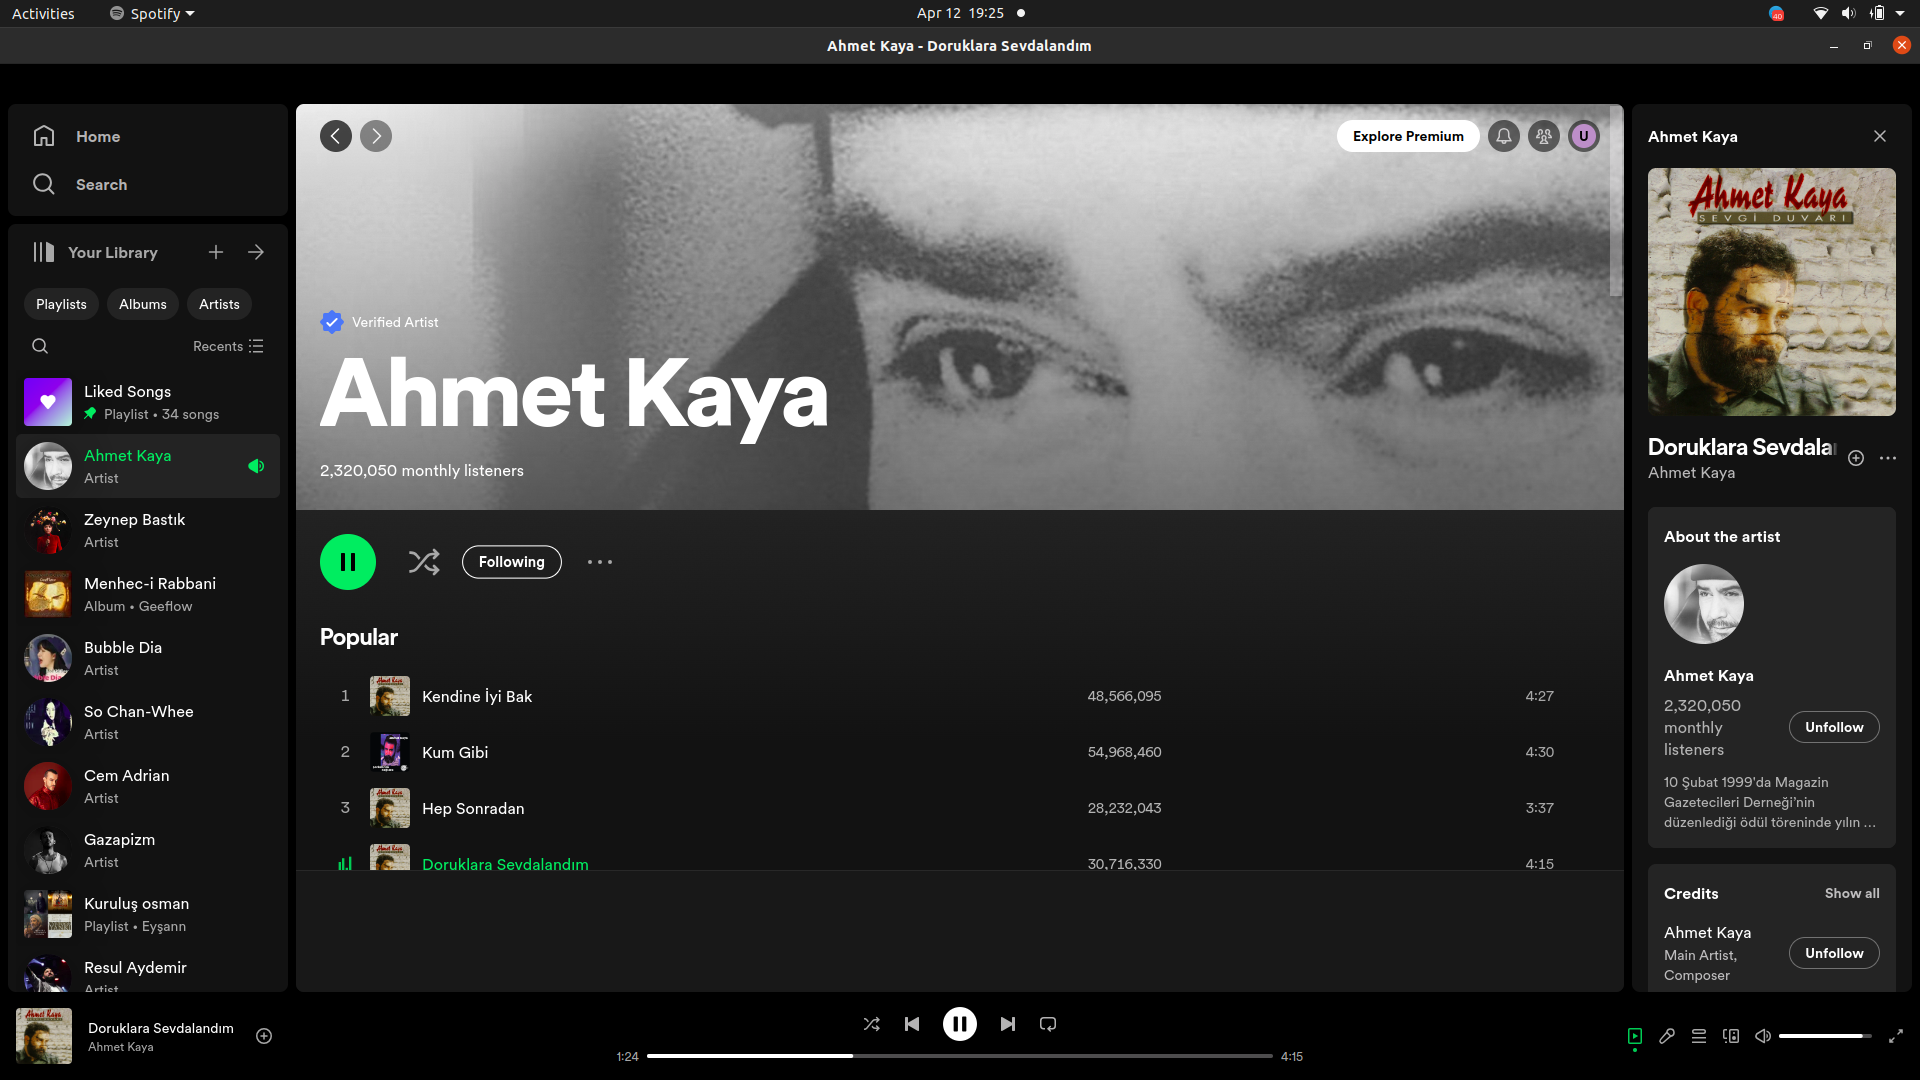 Activities
Spotify
Apr 12 19:25
40
Ahmet Kaya - Doruklara Sevdalandım
Home
Search
Your Library
Playlists
Albums
Artists
Recents
Liked Songs
Playlist • 34 songs
Ahmet Kaya
Artist
Zeynep Bastık
Artist
Menhec-i Rabbani
Album • Geeflow
Bubble Dia
Artist
So Chan-Whee
Artist
Cem Adrian
Artist
Gazapizm
Artist
Kuruluş osman
Playlist • Eyşann
Resul Aydemir
Artist
Explore Premium
U
Verified Artist
Ahmet Kaya
2,320,050 monthly listeners
Following
Popular
1 Kendine İyi Bak 48,566,095 4:27
2 Kum Gibi 54,968,460 4:30
3 Hep Sonradan 28,232,043 3:37
Doruklara Sevdalandım 30,716,330 4:15
Ahmet Kaya
Ahmet Kaya
SEVGİ DUVARI
Doruklara Sevdala
Ahmet Kaya
About the artist
Ahmet Kaya
2,320,050
monthly
listeners
Unfollow
10 Şubat 1999'da Magazin
Gazetecileri Derneği’nin
düzenlediği ödül töreninde yılın ...
Credits
Show all
Ahmet Kaya
Main Artist,
Composer
Unfollow
Doruklara Sevdalandım
Ahmet Kaya
1:24
4:15